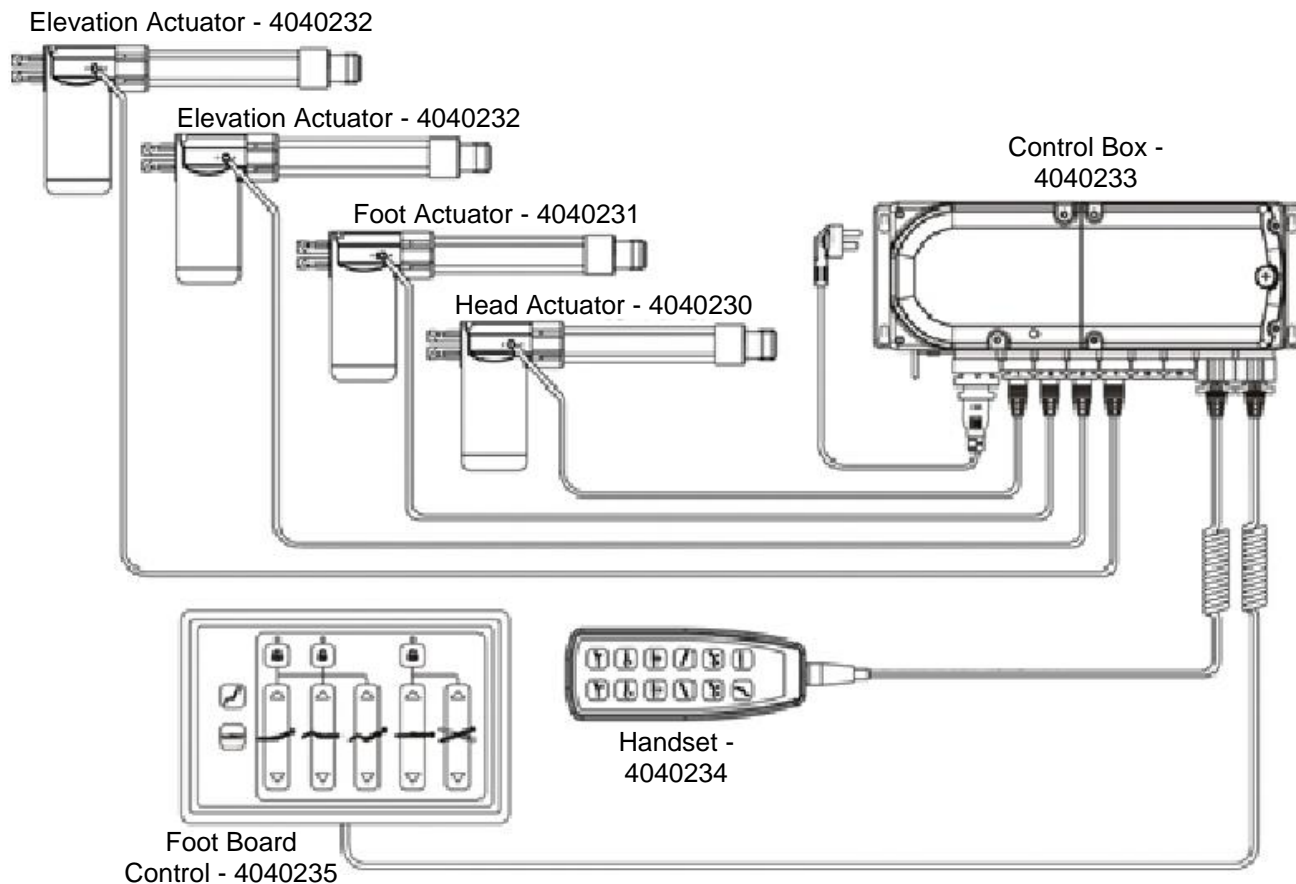 Elevation Actuator - 4040232
Elevation Actuator - 4040232
Foot Actuator - 4040231
Head Actuator - 4040230
Control Box -
4040233
Handset -
4040234
Foot Board
Control - 4040235